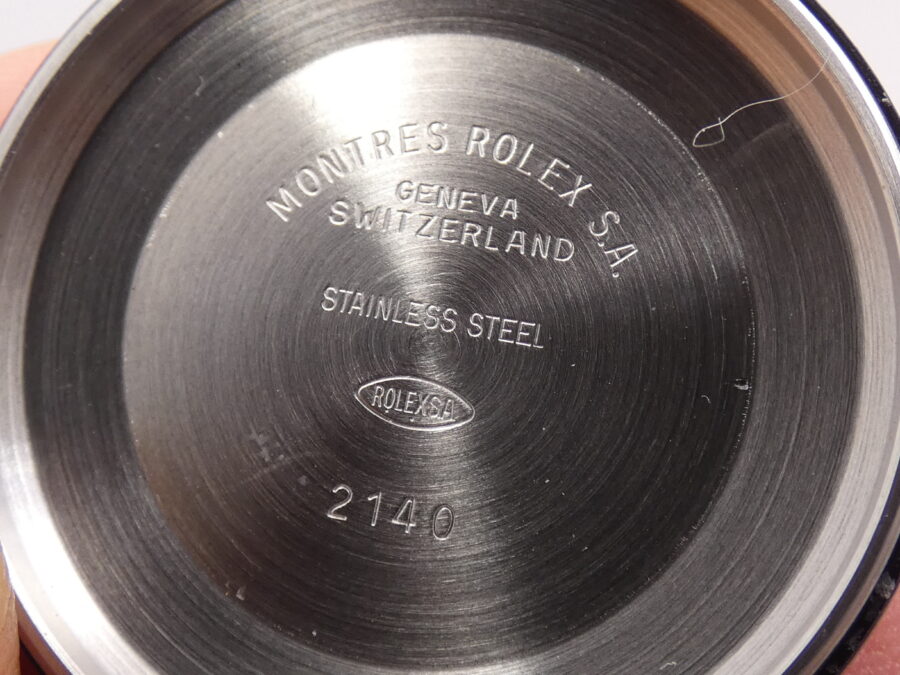 MONTRES ROLEX S.A.
GENEVA
SWITZERLAND
STAINLESS STEEL
ROLEXSA
2140